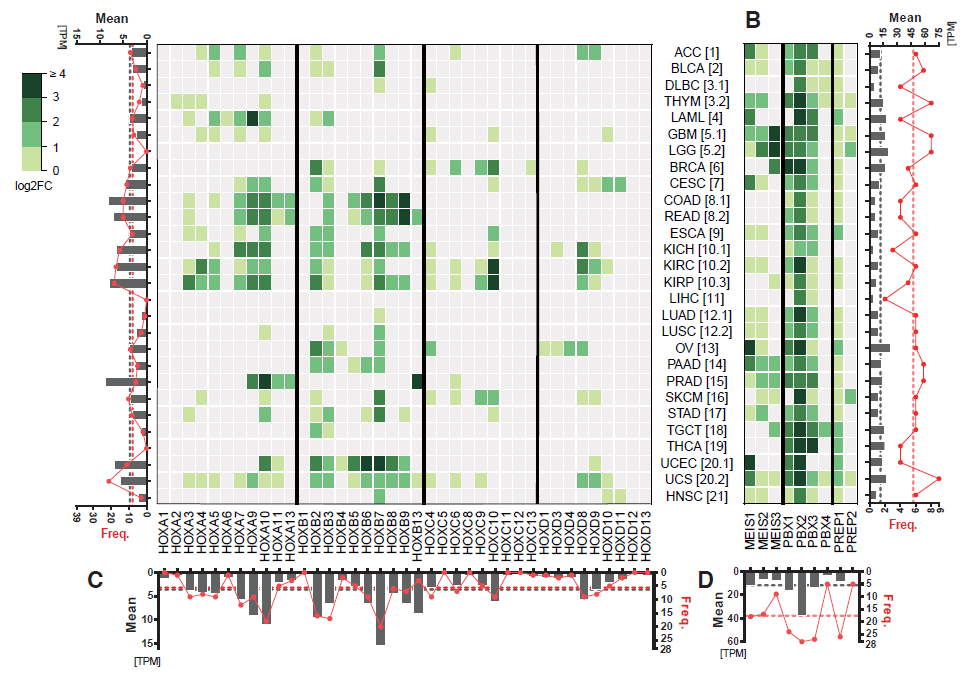 Mean
[TPM]
15 10 5 0
≥ 4
3
2
1
0
log2FC
B
Mean
[TPM]
0 15 30 45 60 75
ACC [1]
BLCA [2]
DLBC [3.1]
THYM [3.2]
LAML [4]
GBM [5.1]
LGG [5.2]
BRCA [6]
CESC [7]
COAD [8.1]
READ [8.2]
ESCA [9]
KICH [10.1]
KIRC [10.2]
KIRP [10.3]
LIHC [11]
LUAD [12.1]
LUSC [12.2]
OV [13]
PAAD [14]
PRAD [15]
SKCM [16]
STAD [17]
TGCT [18]
THCA [19]
UCEC [20.1]
UCS [20.2]
HNSC [21]
39 30 20 10 0
Freq.
0 2 4 6 8 9
Freq.
HOXA1
HOXA2
HOXA3
HOXA4
HOXA5
HOXA6
HOXA7
HOXA9
HOXA10
HOXA11
HOXA13
HOXB1
HOXB2
HOXB3
HOXB4
HOXB5
HOXB6
HOXB7
HOXB8
HOXB9
HOXB13
HOXC4
HOXC5
HOXC6
HOXC8
HOXC9
HOXC10
HOXC11
HOXC12
HOXC13
HOXD1
HOXD3
HOXD4
HOXD8
HOXD9
HOXD10
HOXD11
HOXD12
HOXD13
MEIS1
MEIS2
MEIS3
PBX1
PBX2
PBX3
PBX4
PREP1
PREP2
C
Mean
[TPM]
0
5
10
15
0
5
10
15
20
25
28
Freq.
D
Mean
[TPM]
0
20
40
60
0
5
10
15
20
25
28
Freq.